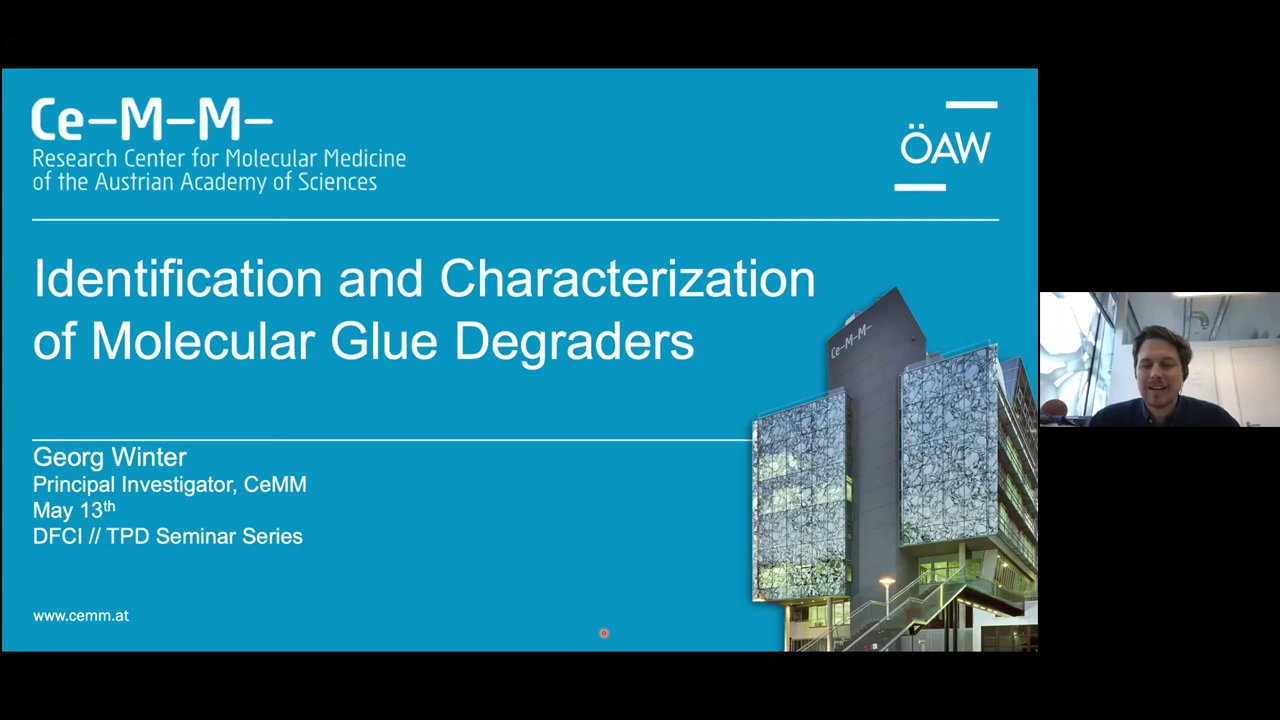 Ce–M–M–
Research Center for Molecular Medicine
of the Austrian Academy of Sciences
ÖAW
Identification and Characterization
of Molecular Glue Degraders
Ce–M–M–
Georg Winter
Principal Investigator, CeMM
May 13th
DFCI // TPD Seminar Series
www.cemm.at